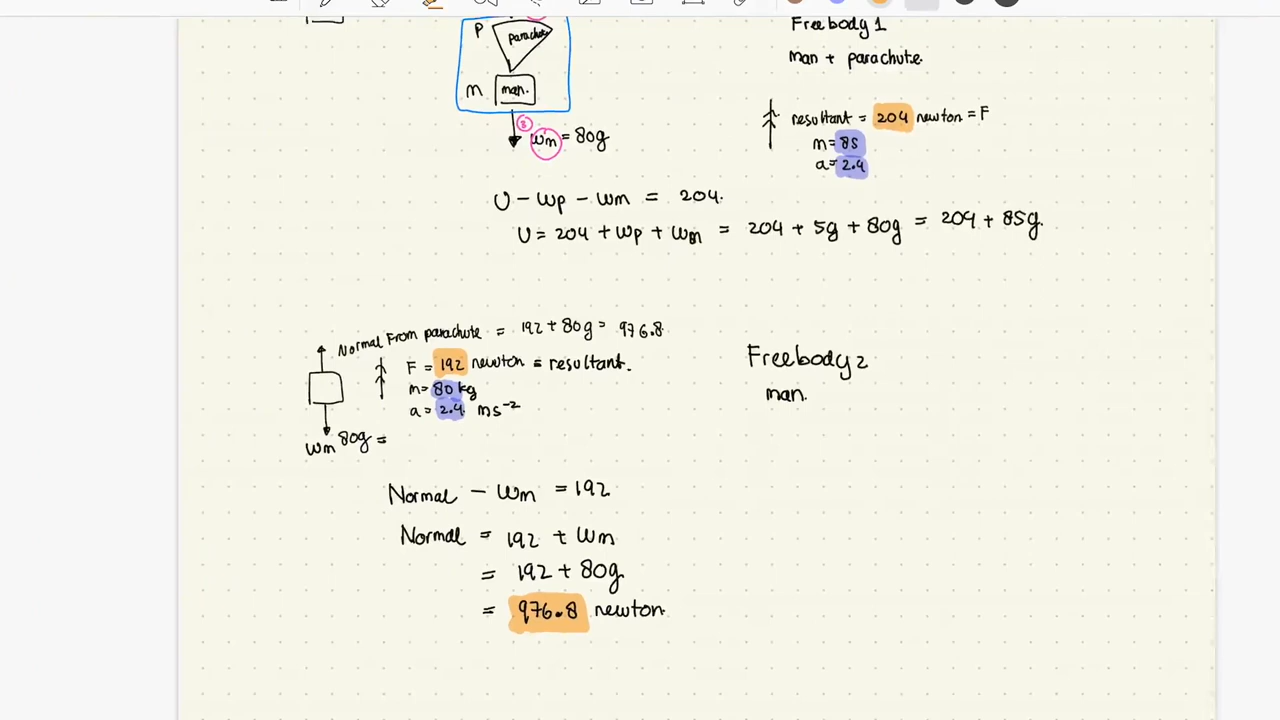 Freebody 1
P parachute
man + parachute.
m man.
resultant = 204 newton = F
③ wm = 80g
m = 85
a = 2.4
U - wp - wm = 204.
U = 204 + wp + wm = 204 + 5g + 80g = 204 + 85g.
Normal From parachute = 192 + 80g = 976.8
F = 192 newton = resultant.
m = 80 kg
a = 2.4 ms⁻²
wm 80g =
Freebody 2
man.
Normal - wm = 192
Normal = 192 + wm
= 192 + 80g
= 976.8 newton.